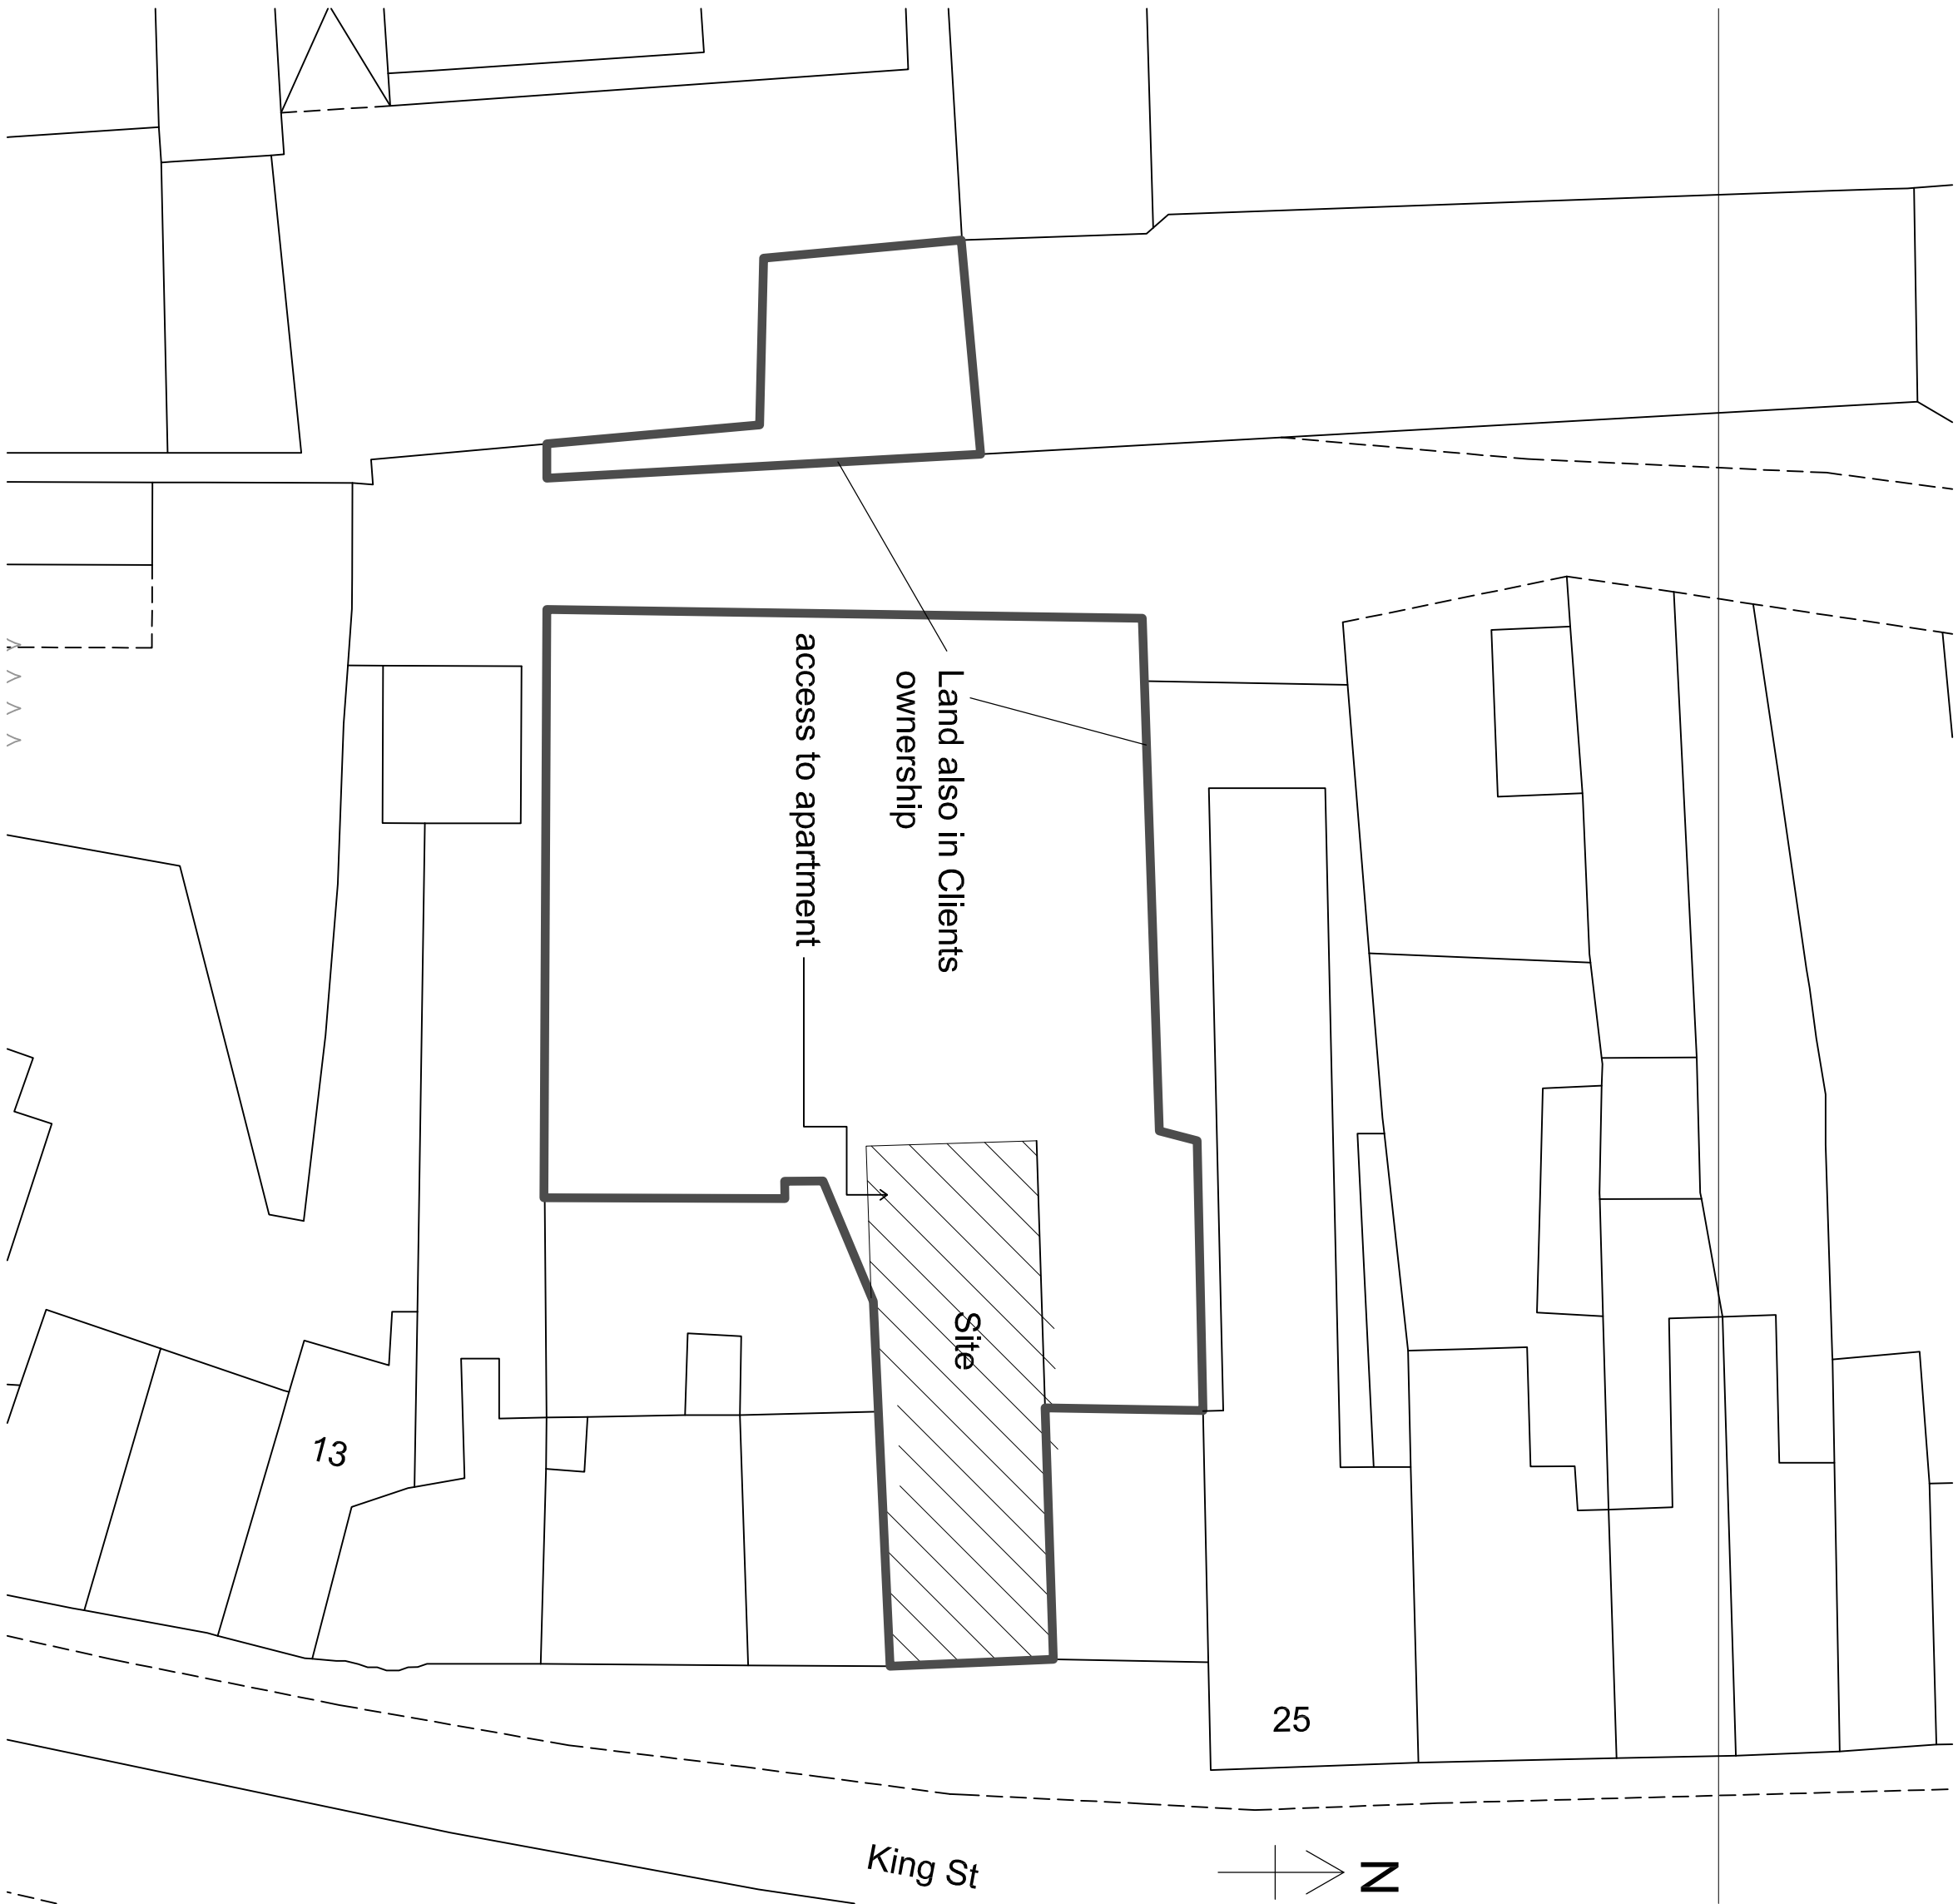 Land also in Clients
ownership
access to apartment
Site
13
25
King St
N